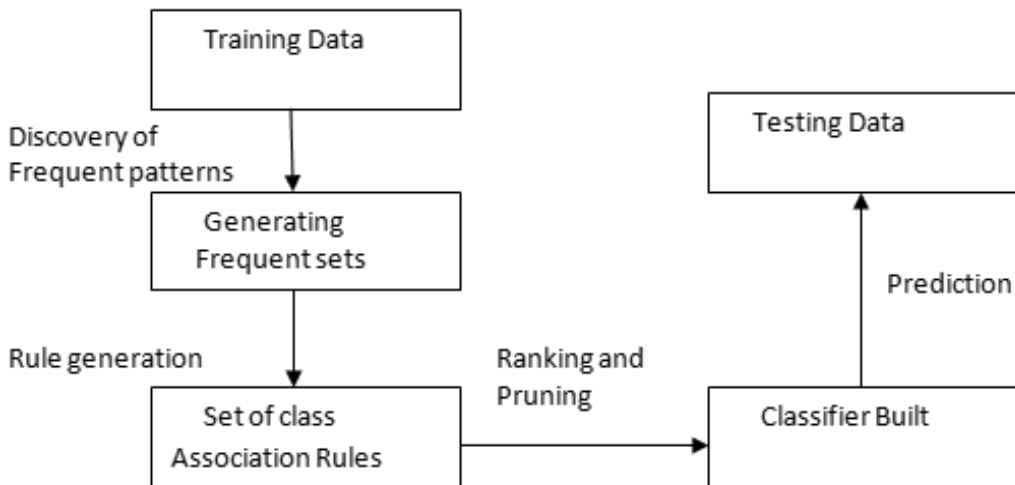 Training Data
Discovery of
Frequent patterns
Generating
Frequent sets
Rule generation
Set of class
Association Rules
Ranking and
Pruning
Classifier Built
Prediction
Testing Data